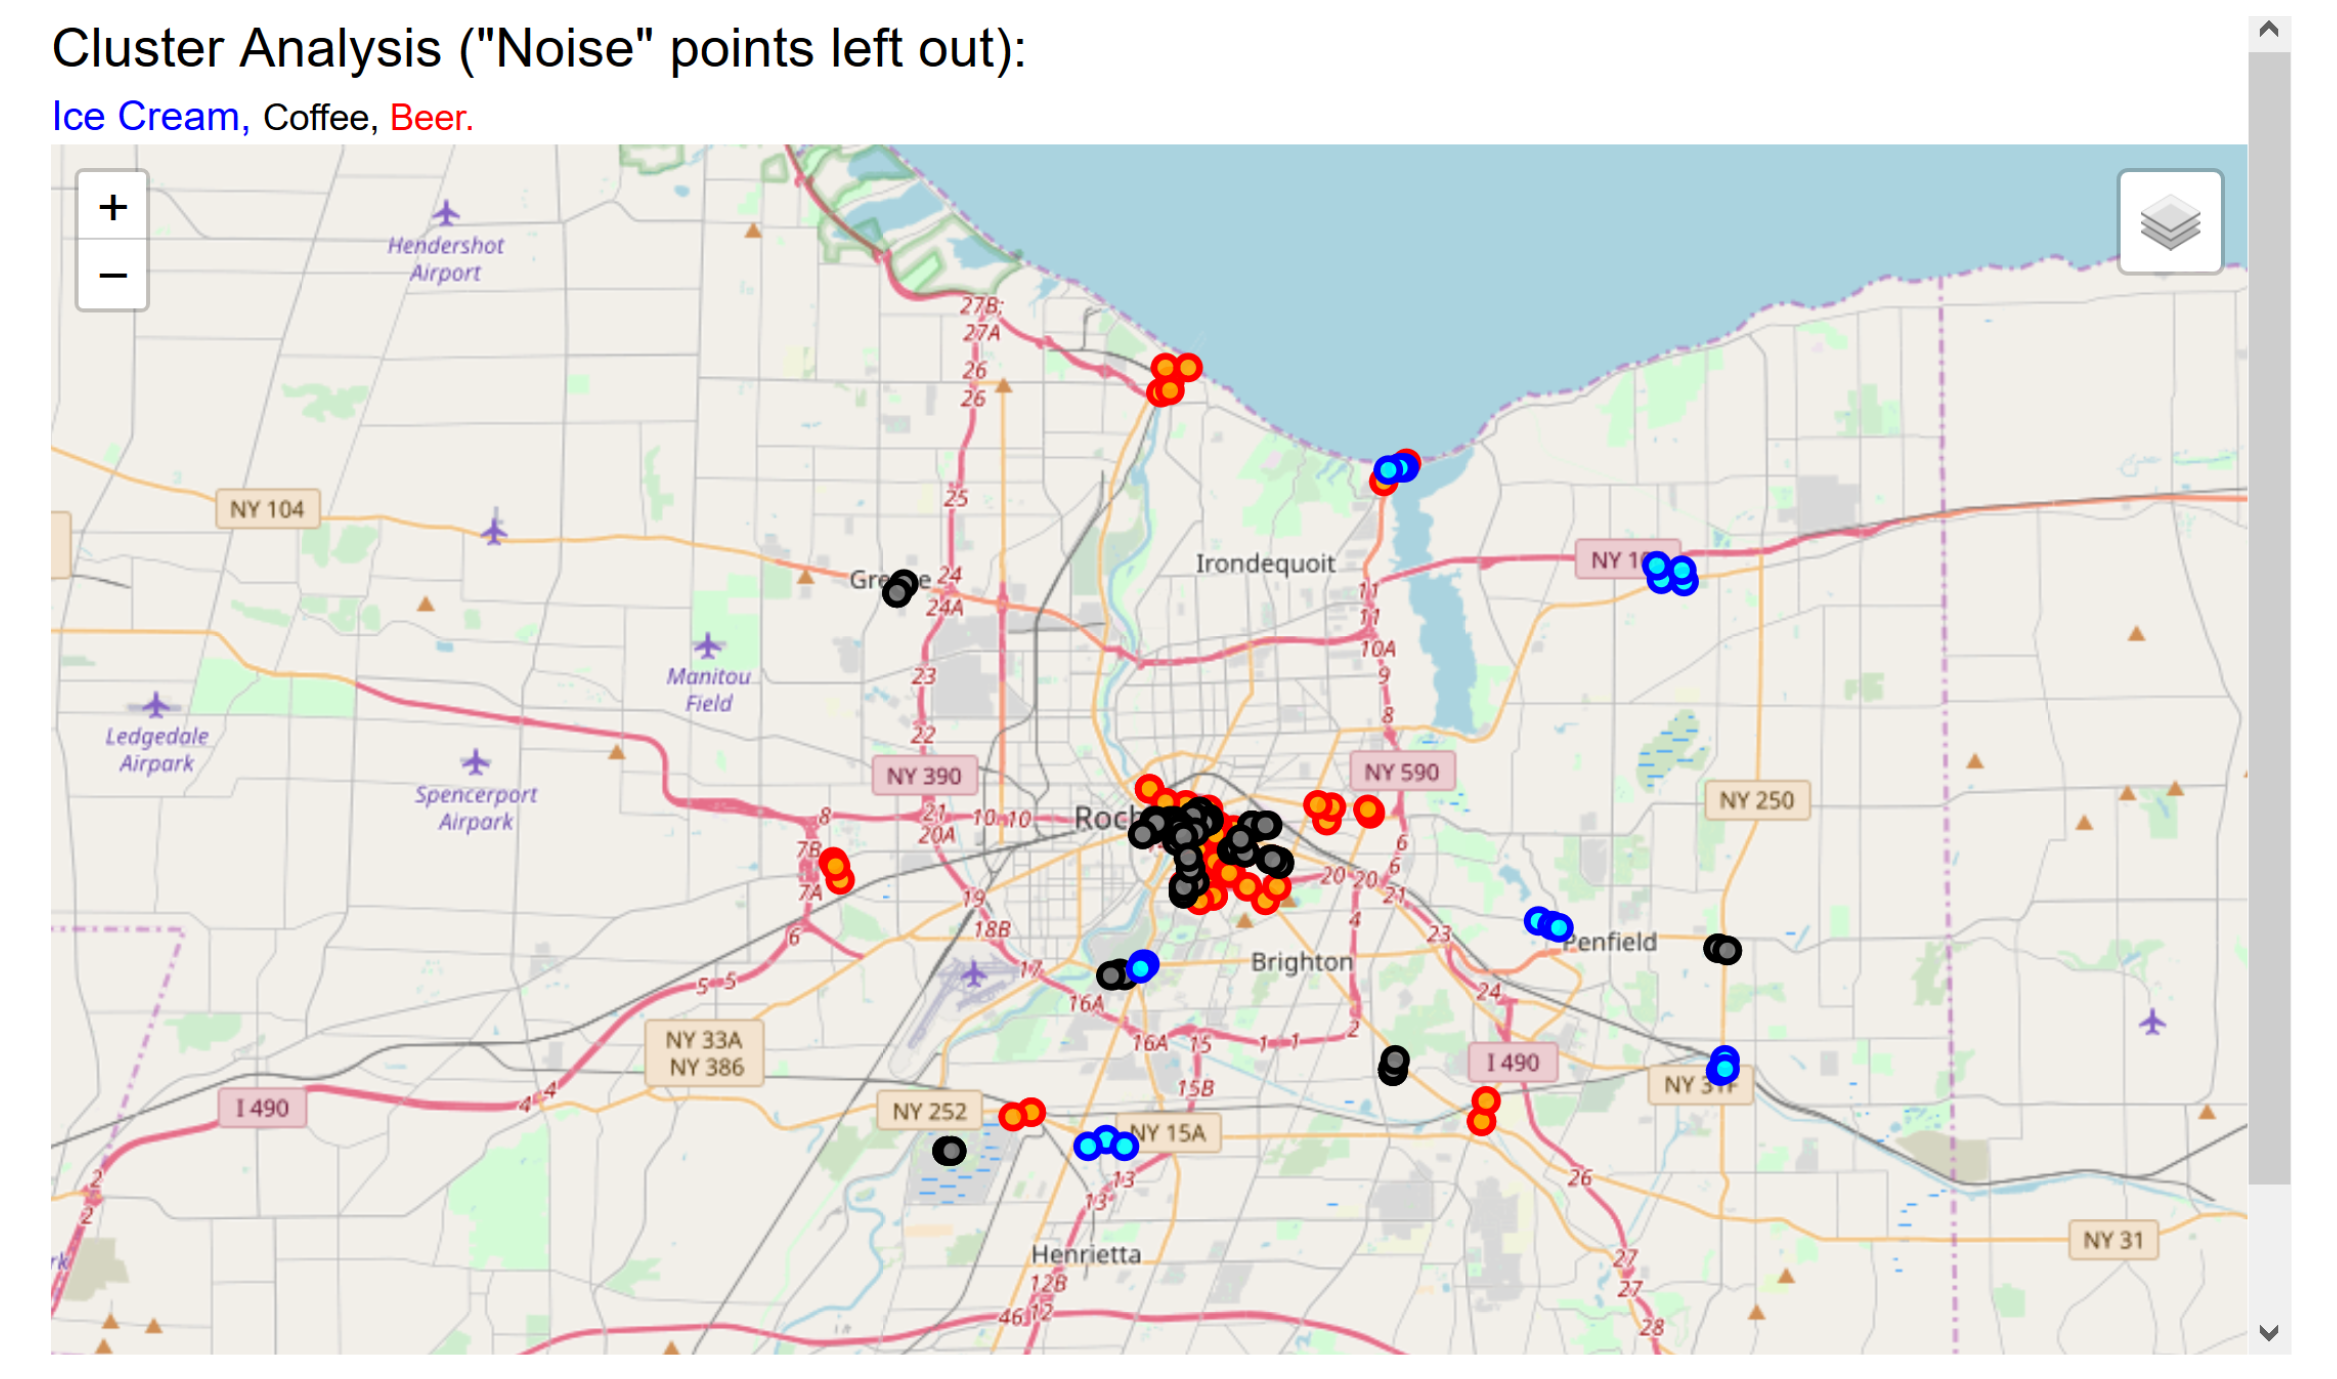 Cluster Analysis ("Noise" points left out):
Ice Cream, Coffee, Beer.
+
−
Hendershot
Airport
27B;
27A
26
26
NY 104
25
Irondequoit
24
24A
11
11
10A
Manitou
Field
23
9
8
22
Ledgedale
Airpark
Spencerport
Airpark
NY 390
NY 590
NY 250
8
21
10
10
20A
7B
6
6
7A
20
20
21
19
4
18B
6
23
Penfield
Brighton
17
5
5
16A
24
2
16A
15
1
1
NY 33A
NY 386
I 490
15B
4
4
I 490
NY 252
NY 15A
2
13
26
13
2
NY 31
Henrietta
27
12B
27
46
12
28